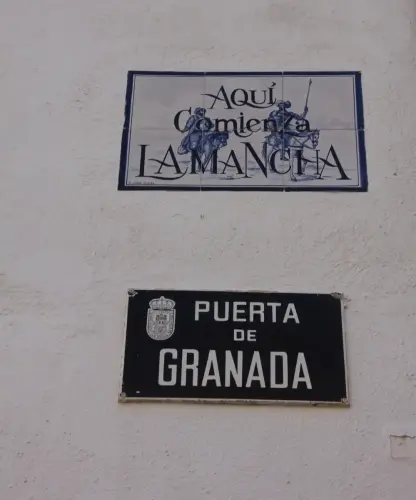 AQUÍ
Comienza
LA MANCHA
PUERTA
DE
GRANADA